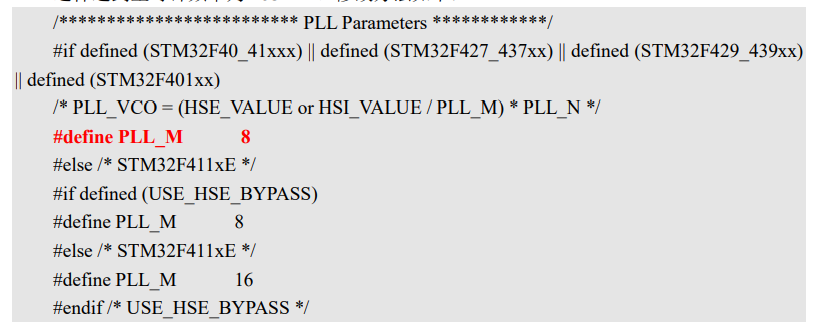 /************************* PLL Parameters ************/
#if defined (STM32F40_41xxx) || defined (STM32F427_437xx) || defined (STM32F429_439xx)
|| defined (STM32F401xx)
/* PLL_VCO = (HSE_VALUE or HSI_VALUE / PLL_M) * PLL_N */
#define PLL_M 8
#else /* STM32F411xE */
#if defined (USE_HSE_BYPASS)
#define PLL_M 8
#else /* STM32F411xE */
#define PLL_M 16
#endif /* USE_HSE_BYPASS */